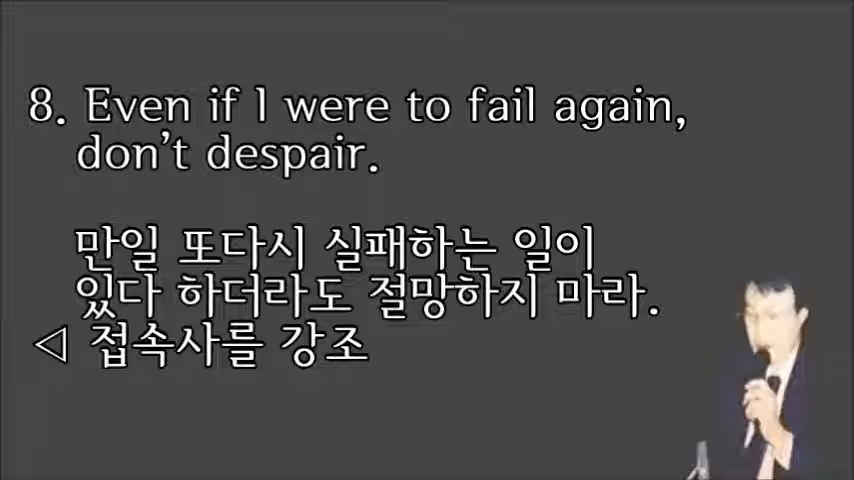 8. Even if I were to fail again,
don't despair.
만일 또다시 실패하는 일이
있다 하더라도 절망하지 마라.
◁ 접속사를 강조